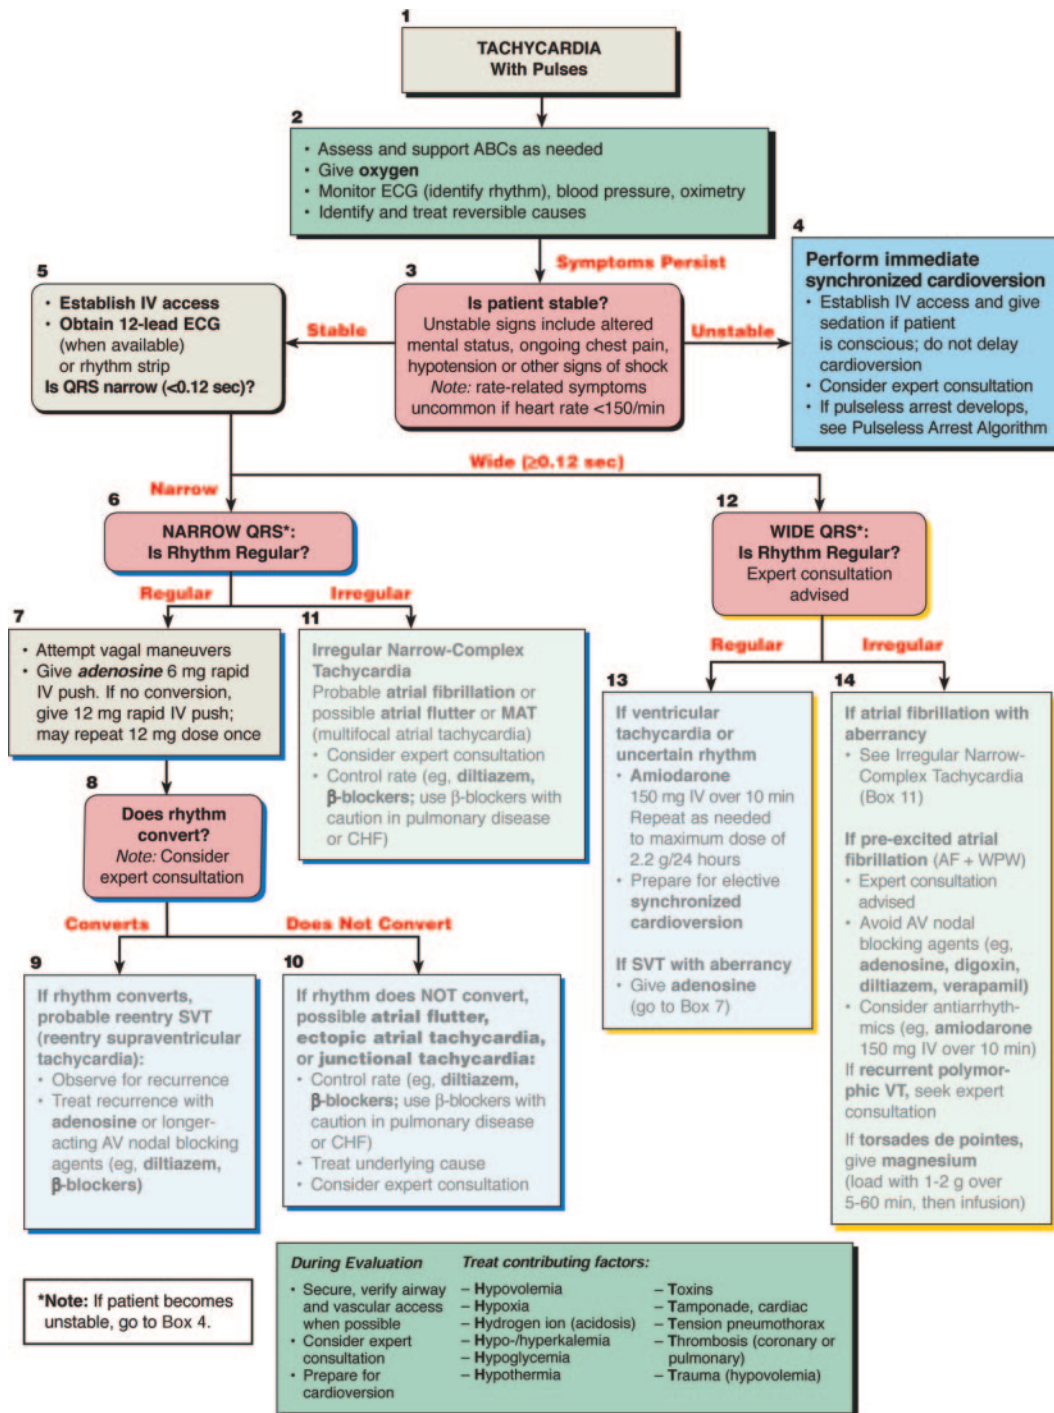 1
TACHYCARDIA
With Pulses
2
• Assess and support ABCs as needed
• Give oxygen
• Monitor ECG (identify rhythm), blood pressure, oximetry
• Identify and treat reversible causes
Symptoms Persist
3
Is patient stable?
Unstable signs include altered
mental status, ongoing chest pain,
hypotension or other signs of shock
Note: rate-related symptoms
uncommon if heart rate <150/min
Stable
Unstable
4
Perform immediate
synchronized cardioversion
• Establish IV access and give
sedation if patient
is conscious; do not delay
cardioversion
• Consider expert consultation
• If pulseless arrest develops,
see Pulseless Arrest Algorithm
5
• Establish IV access
• Obtain 12-lead ECG
(when available)
or rhythm strip
Is QRS narrow (<0.12 sec)?
Narrow
Wide (≥0.12 sec)
6
NARROW QRS*:
Is Rhythm Regular?
Regular
Irregular
7
• Attempt vagal maneuvers
• Give adenosine 6 mg rapid
IV push. If no conversion,
give 12 mg rapid IV push;
may repeat 12 mg dose once
8
Does rhythm
convert?
Note: Consider
expert consultation
Converts
Does Not Convert
9
If rhythm converts,
probable reentry SVT
(reentry supraventricular
tachycardia):
• Observe for recurrence
• Treat recurrence with
adenosine or longer-
acting AV nodal blocking
agents (eg, diltiazem,
β-blockers)
10
If rhythm does NOT convert,
possible atrial flutter,
ectopic atrial tachycardia,
or junctional tachycardia:
• Control rate (eg, diltiazem,
β-blockers; use β-blockers with
caution in pulmonary disease
or CHF)
• Treat underlying cause
• Consider expert consultation
11
Irregular Narrow-Complex
Tachycardia
Probable atrial fibrillation or
possible atrial flutter or MAT
(multifocal atrial tachycardia)
• Consider expert consultation
• Control rate (eg, diltiazem,
β-blockers; use β-blockers with
caution in pulmonary disease
or CHF)
12
WIDE QRS*:
Is Rhythm Regular?
Expert consultation
advised
Regular
Irregular
13
If ventricular
tachycardia or
uncertain rhythm
• Amiodarone
150 mg IV over 10 min
Repeat as needed
to maximum dose of
2.2 g/24 hours
• Prepare for elective
synchronized
cardioversion
If SVT with aberrancy
• Give adenosine
(go to Box 7)
14
If atrial fibrillation with
aberrancy
• See Irregular Narrow-
Complex Tachycardia
(Box 11)
If pre-excited atrial
fibrillation (AF + WPW)
• Expert consultation
advised
• Avoid AV nodal
blocking agents (eg,
adenosine, digoxin,
diltiazem, verapamil)
• Consider antiarrhyth-
mics (eg, amiodarone
150 mg IV over 10 min)
If recurrent polymor-
phic VT, seek expert
consultation
If torsades de pointes,
give magnesium
(load with 1-2 g over
5-60 min, then infusion)
*Note: If patient becomes
unstable, go to Box 4.
During Evaluation
• Secure, verify airway
and vascular access
when possible
• Consider expert
consultation
• Prepare for
cardioversion
Treat contributing factors:
– Hypovolemia
– Hypoxia
– Hydrogen ion (acidosis)
– Hypo-/hyperkalemia
– Hypoglycemia
– Hypothermia
– Toxins
– Tamponade, cardiac
– Tension pneumothorax
– Thrombosis (coronary or
pulmonary)
– Trauma (hypovolemia)